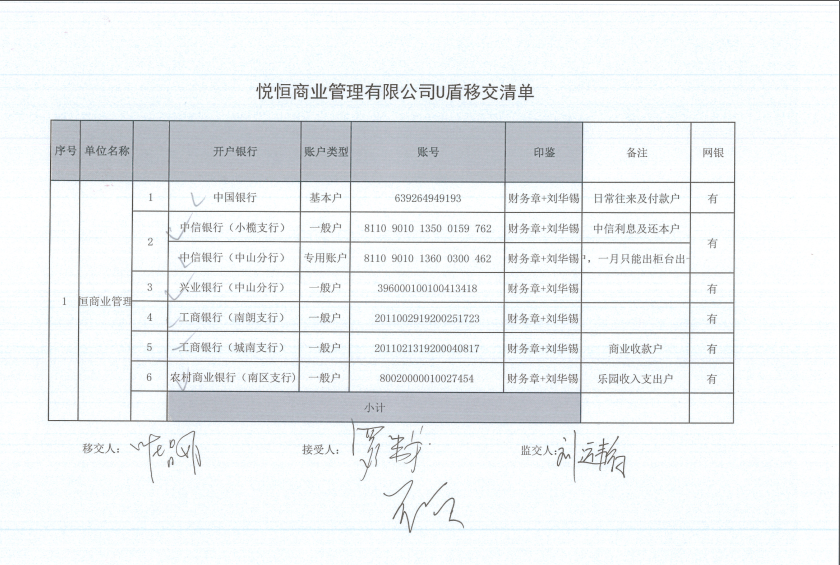 悦恒商业管理有限公司U盾移交清单
序号 单位名称 开户银行 账户类型 账号 印鉴 备注 网银
1 恒商业管理
1 中国银行 基本户 639264949193 财务章+刘华锡 日常往来及付款户 有
2 中信银行（小榄支行） 一般户 8110 9010 1350 0159 762 财务章+刘华锡 中信利息及还本户 有
中信银行（中山分行） 专用账户 8110 9010 1360 0300 462 财务章+刘华锡 ，一月只能出柜台出
3 兴业银行（中山分行） 一般户 396000100100413418 财务章+刘华锡 有
4 工商银行（南朗支行） 一般户 2011002919200251723 财务章+刘华锡 有
5 工商银行（城南支行） 一般户 2011021319200040817 财务章+刘华锡 商业收款户 有
6 农村商业银行（南区支行） 一般户 80020000010027454 财务章+刘华锡 乐园收入支出户 有
小计
移交人： 接受人： 监交人：